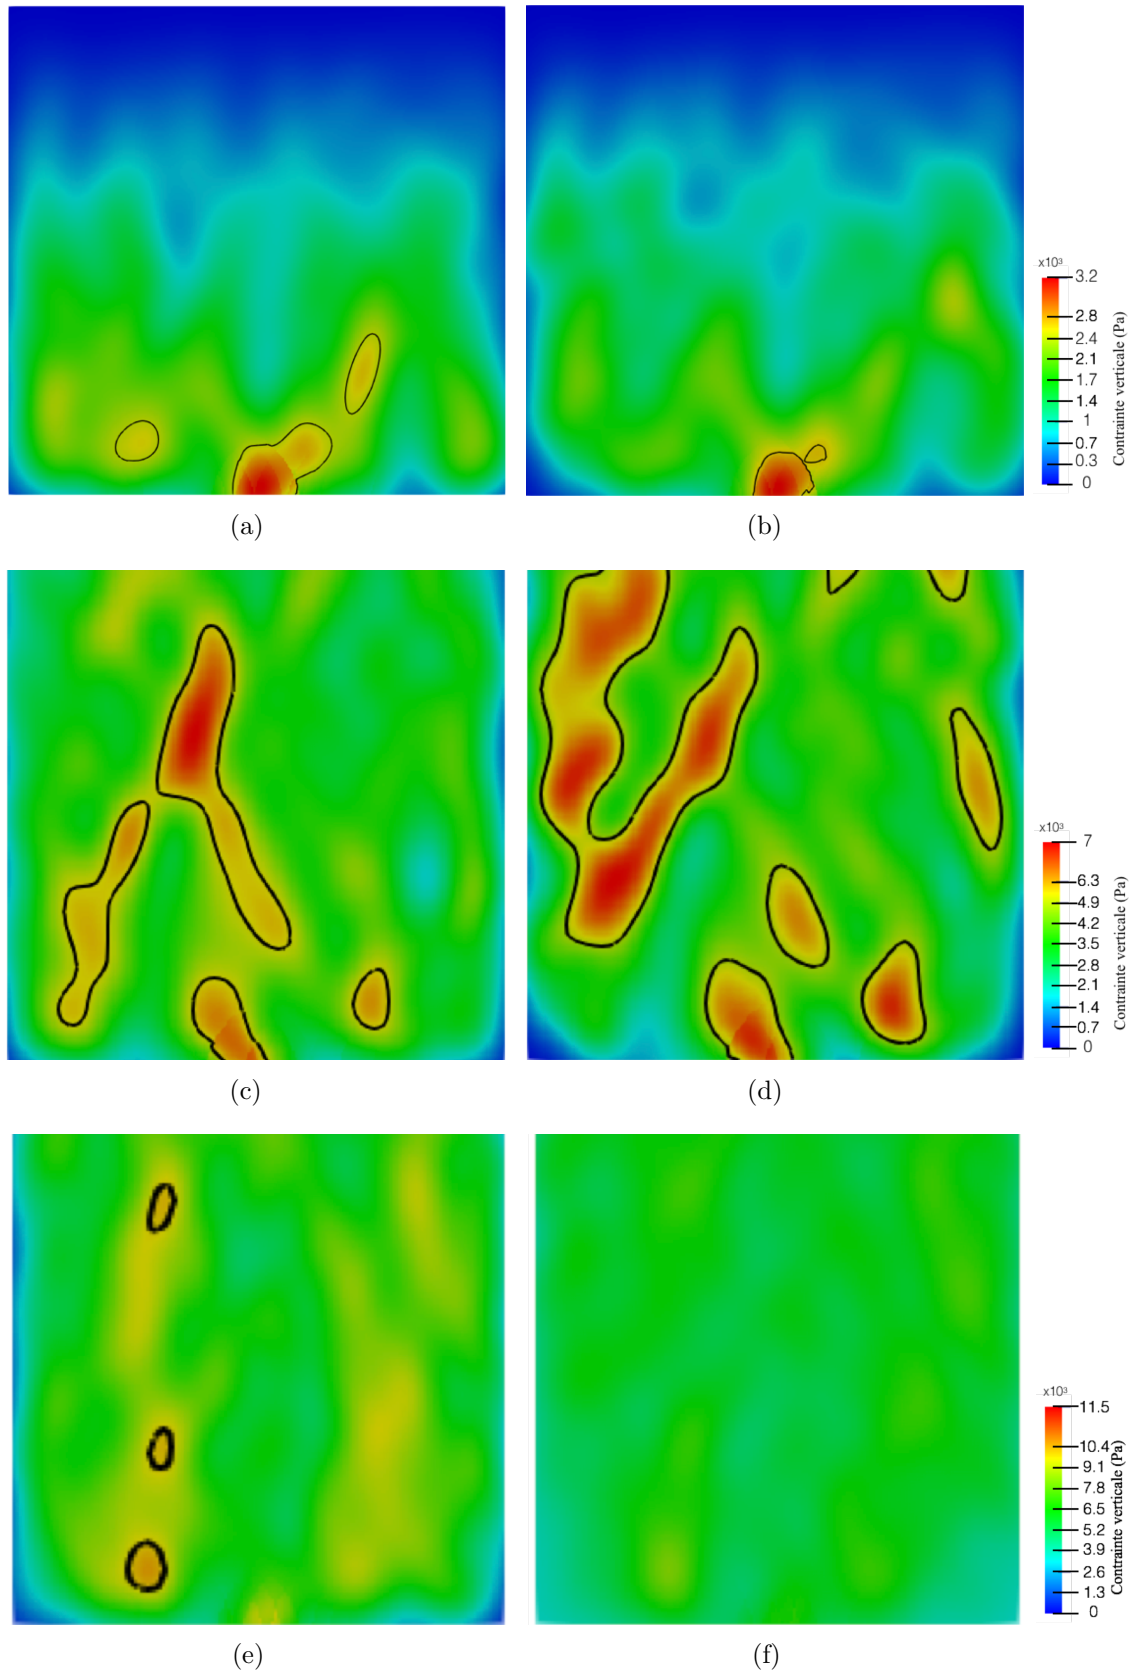 x10³
3.2
2.8
2.4
2.1
1.7
1.4
1
0.7
0.3
0
Contrainte verticale (Pa)
(a)
(b)
x10³
7
6.3
4.9
4.2
3.5
2.8
2.1
1.4
0.7
0
Contrainte verticale (Pa)
(c)
(d)
x10³
11.5
10.4
9.1
7.8
6.5
5.2
3.9
2.6
1.3
0
Contrainte verticale (Pa)
(e)
(f)